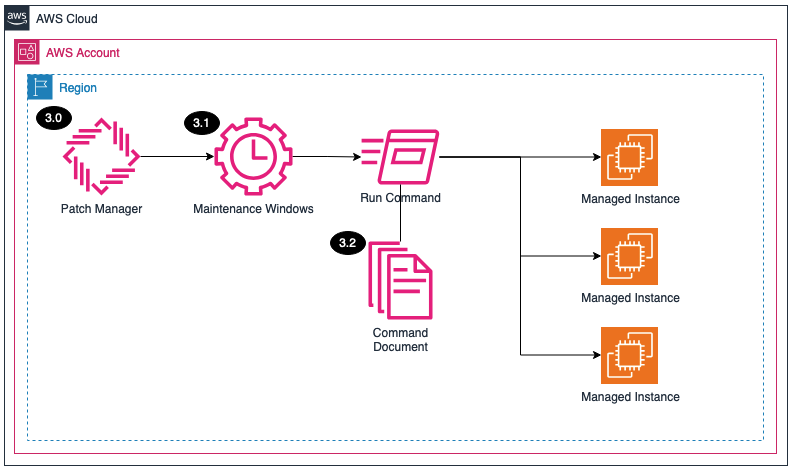 aws
AWS Cloud
AWS Account
Region
3.0
3.1
Patch Manager
Maintenance Windows
Run Command
Managed Instance
3.2
Managed Instance
Command
Document
Managed Instance